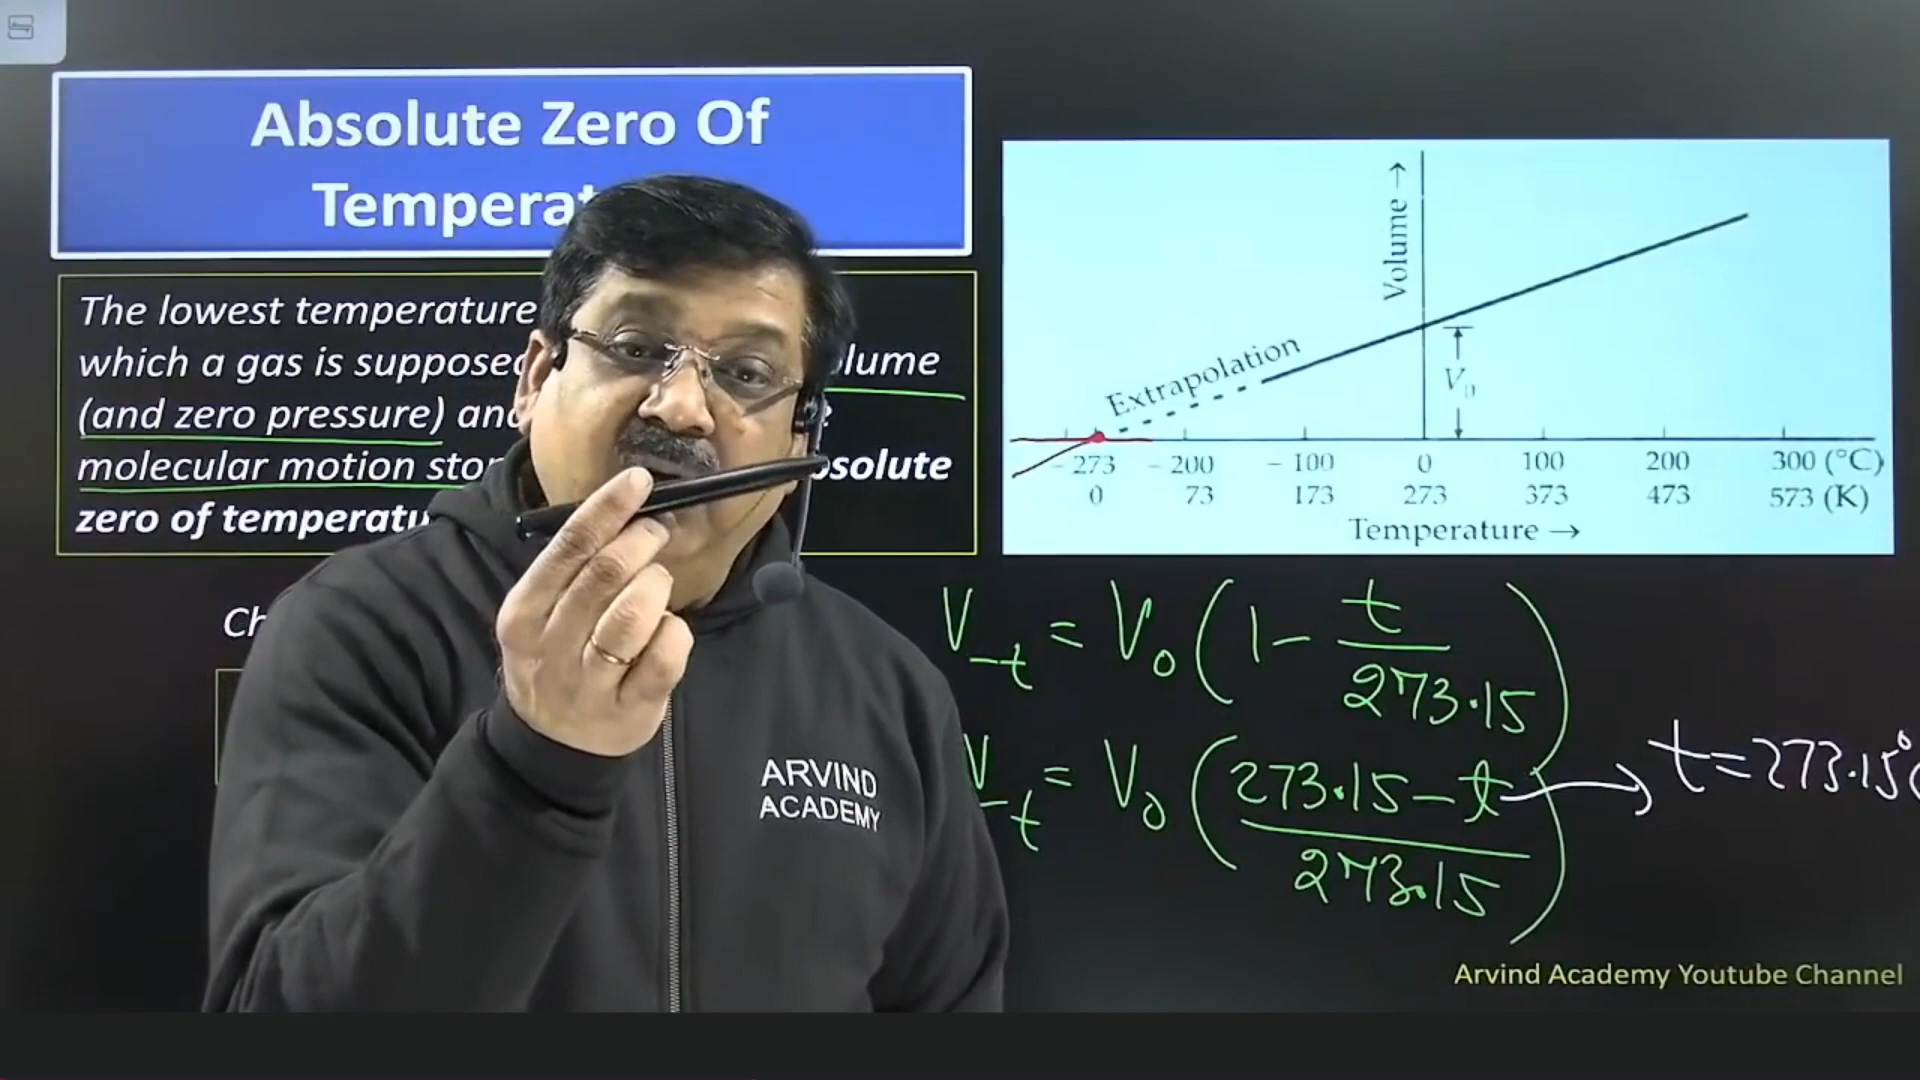 Absolute Zero Of
Temperat
The lowest temperature
which a gas is supposed lume
(and zero pressure) and
molecular motion sto bsolute
zero of temperatu
Ch
Volume →
Extrapolation
V₀
- 273 - 200 - 100 0 100 200 300 (°C)
0 73 173 273 373 473 573 (K)
Temperature →
V₋t = V₀ (1 - t/273.15)
V₋t = V₀ (273.15 - t/273.15) → t = 273.15°
ARVIND
ACADEMY
Arvind Academy Youtube Channel